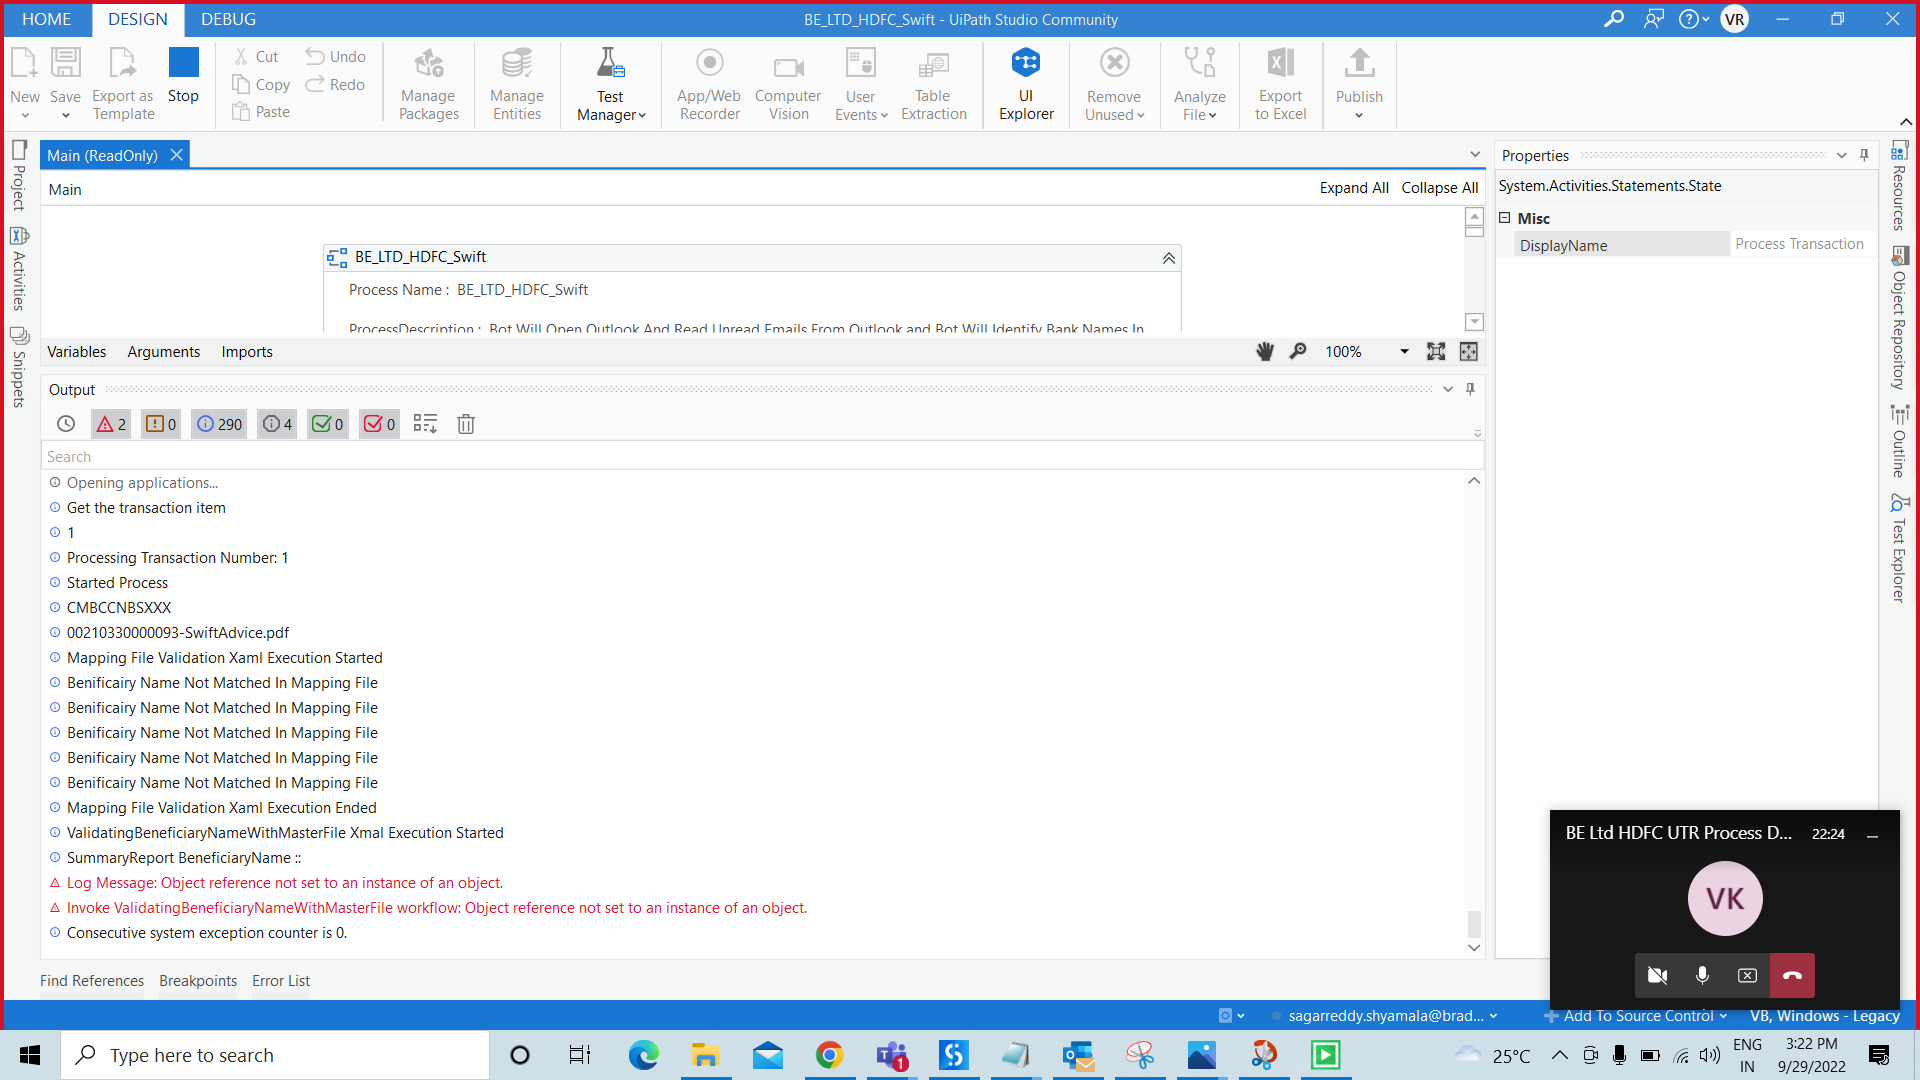 HOME DESIGN DEBUG BE_LTD_HDFC_Swift - UiPath Studio Community VR
New Save Export as Template Stop
Cut Copy Paste Undo Redo
Manage Packages
Manage Entities
Test Manager
App/Web Recorder
Computer Vision
User Events
Table Extraction
UI Explorer
Remove Unused
Analyze File
Export to Excel
Publish
Project
Activities
Snippets
Main (ReadOnly)
Main Expand All Collapse All
BE_LTD_HDFC_Swift
Process Name : BE_LTD_HDFC_Swift
ProcessDescription : Bot Will Open Outlook And Read Unread Emails From Outlook and Bot Will Identify Bank Names In
Variables Arguments Imports 100%
Output
2 0 290 4 0 0
Search
Opening applications...
Get the transaction item
1
Processing Transaction Number: 1
Started Process
CMBCCNBSXXX
00210330000093-SwiftAdvice.pdf
Mapping File Validation Xaml Execution Started
Benificairy Name Not Matched In Mapping File
Benificairy Name Not Matched In Mapping File
Benificairy Name Not Matched In Mapping File
Benificairy Name Not Matched In Mapping File
Benificairy Name Not Matched In Mapping File
Mapping File Validation Xaml Execution Ended
ValidatingBeneficiaryNameWithMasterFile Xmal Execution Started
SummaryReport BeneficiaryName ::
Log Message: Object reference not set to an instance of an object.
Invoke ValidatingBeneficiaryNameWithMasterFile workflow: Object reference not set to an instance of an object.
Consecutive system exception counter is 0.
Find References Breakpoints Error List
Properties
System.Activities.Statements.State
Misc
DisplayName Process Transaction
Resources
Object Repository
Outline
Test Explorer
BE Ltd HDFC UTR Process D... 22:24
VK
sagarreddy.shyamala@brad... Add To Source Control VB, Windows - Legacy
Type here to search
1
25°C
ENG
IN
3:22 PM
9/29/2022